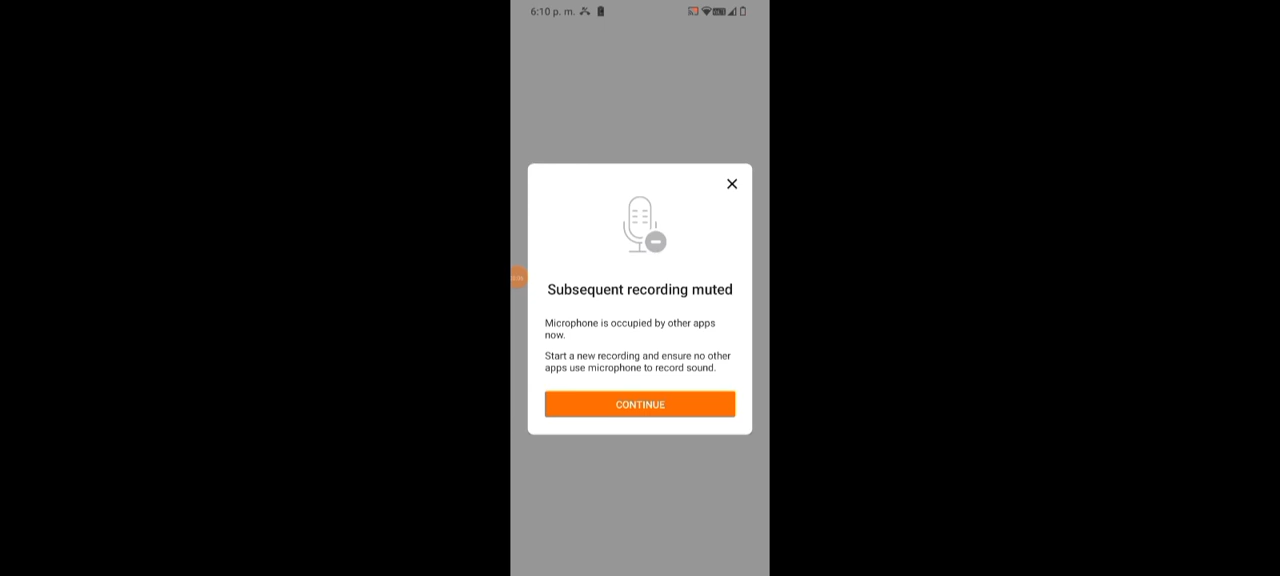 6:10 p. m.
Subsequent recording muted
Microphone is occupied by other apps
now.
Start a new recording and ensure no other
apps use microphone to record sound.
CONTINUE